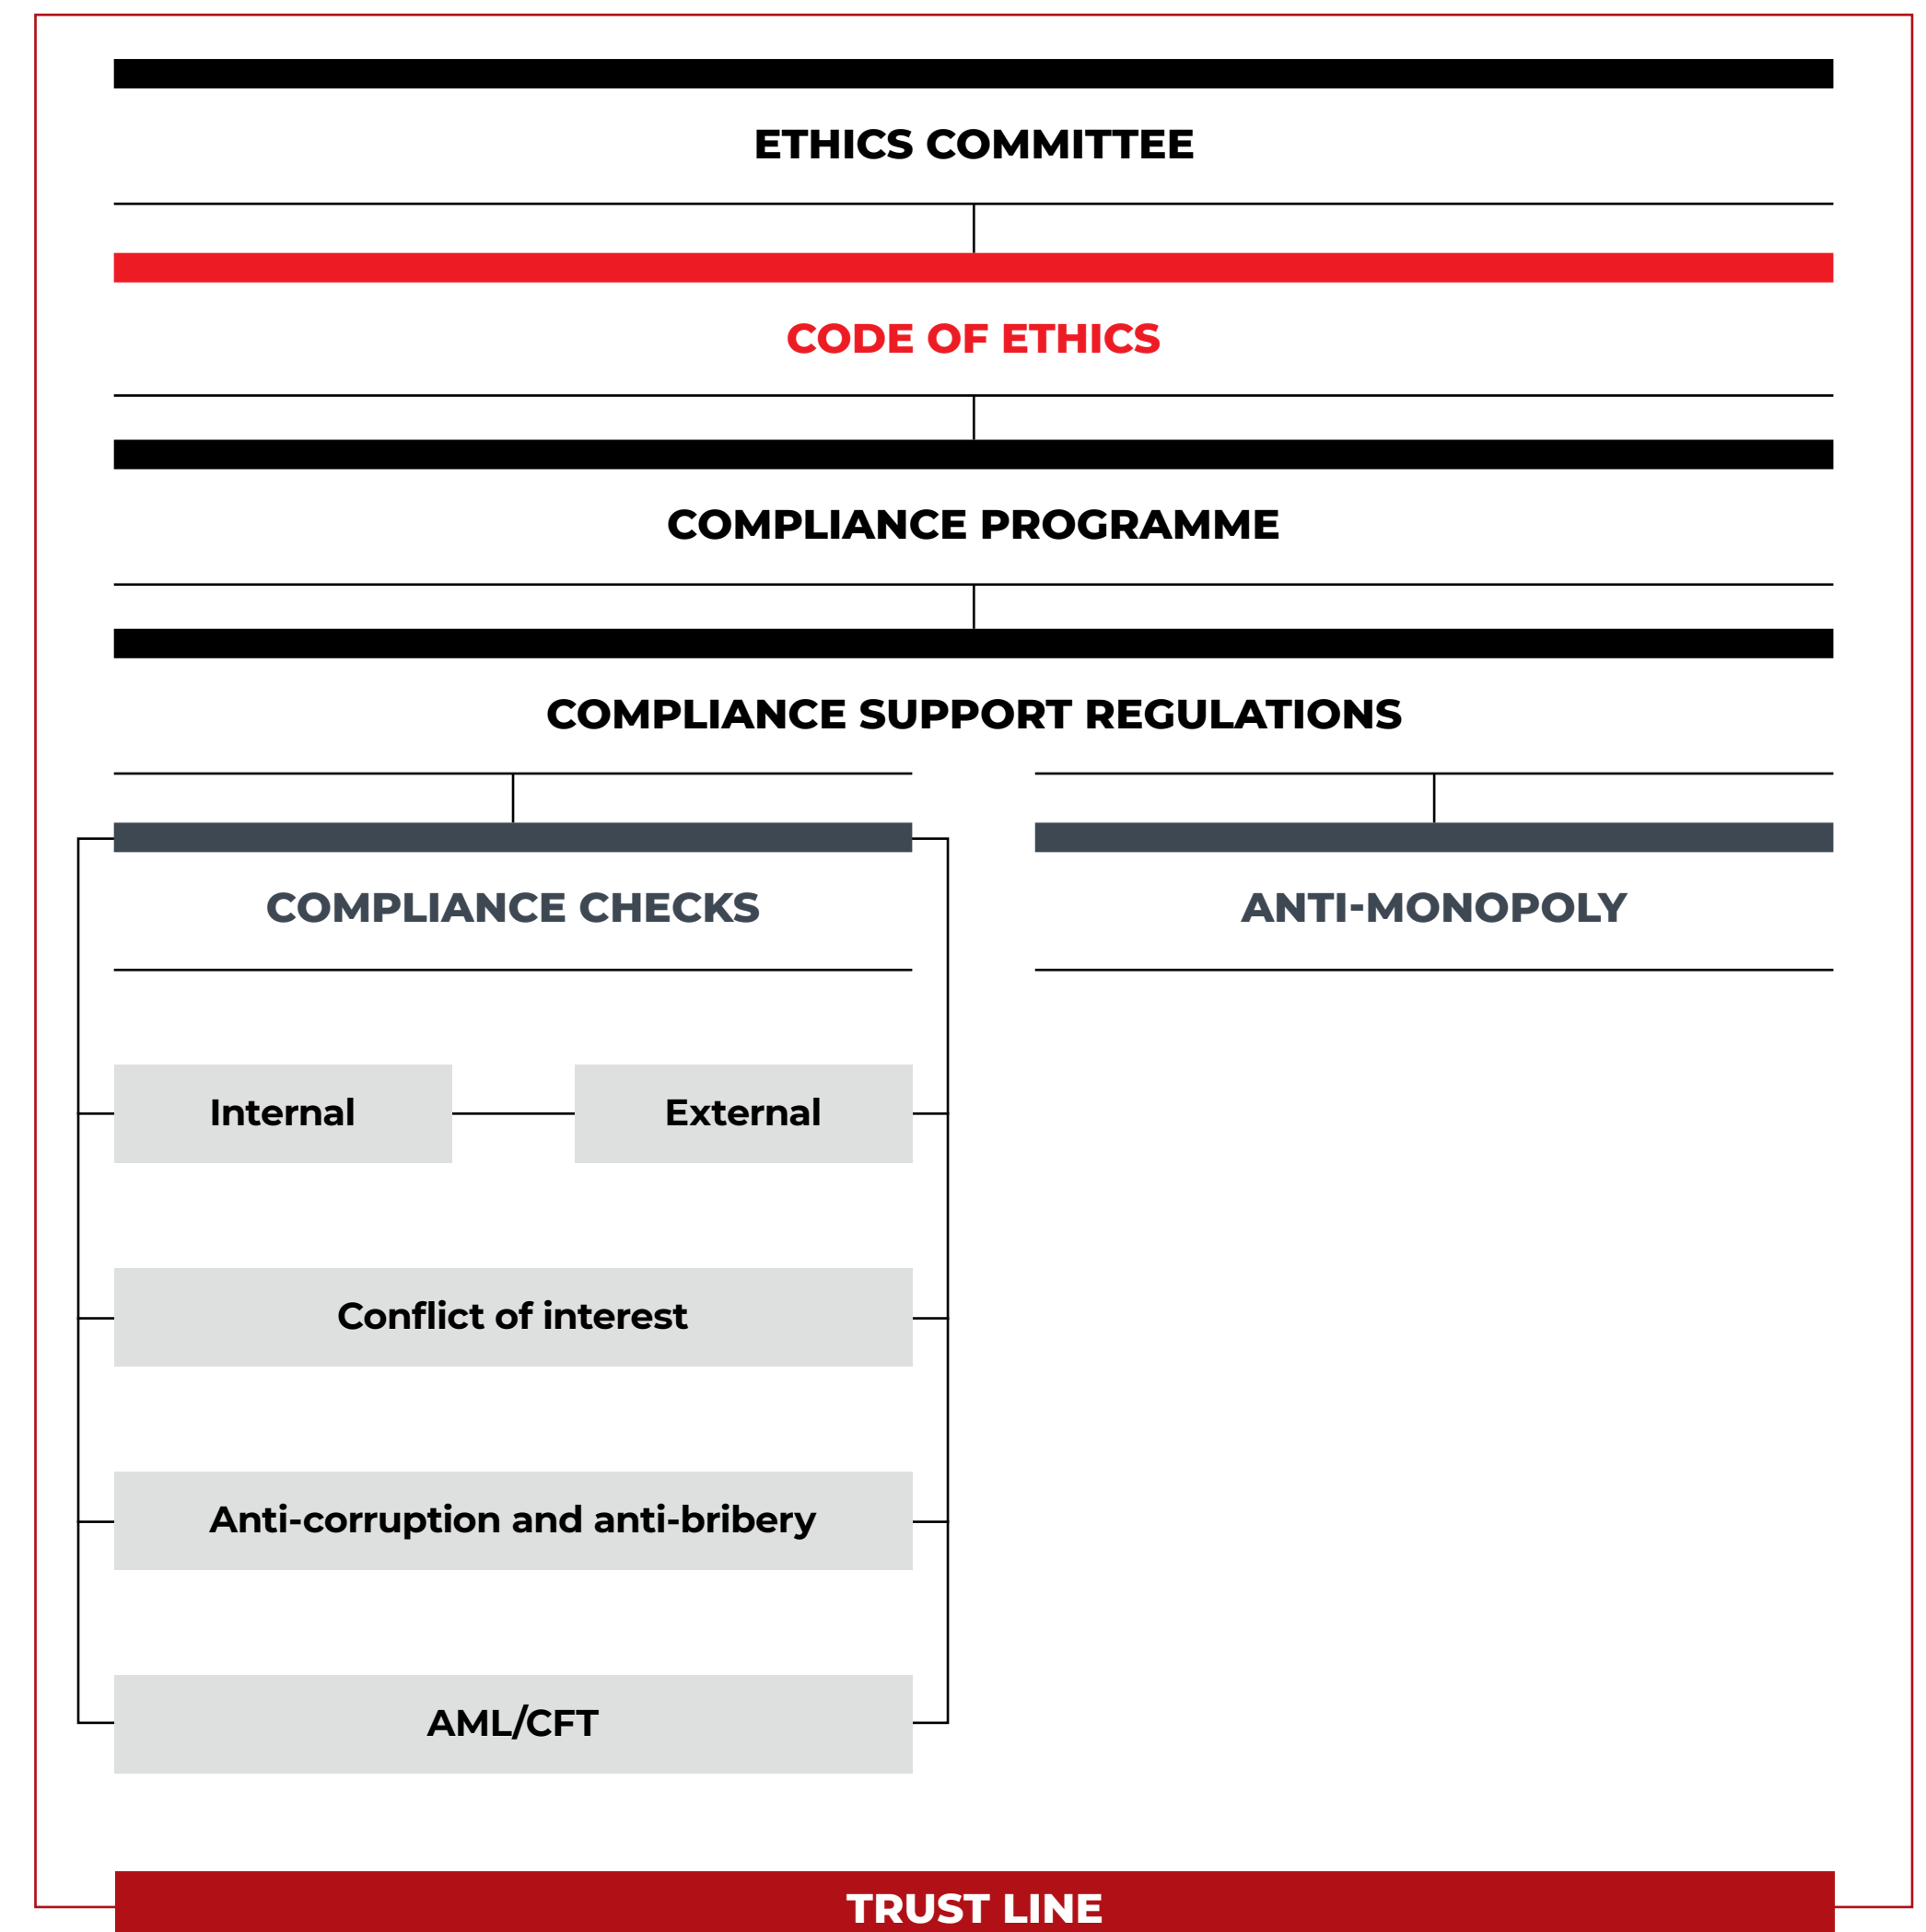 ETHICS COMMITTEE
CODE OF ETHICS
COMPLIANCE PROGRAMME
COMPLIANCE SUPPORT REGULATIONS
COMPLIANCE CHECKS
ANTI-MONOPOLY
Internal
External
Conflict of interest
Anti-corruption and anti-bribery
AML/CFT
TRUST LINE